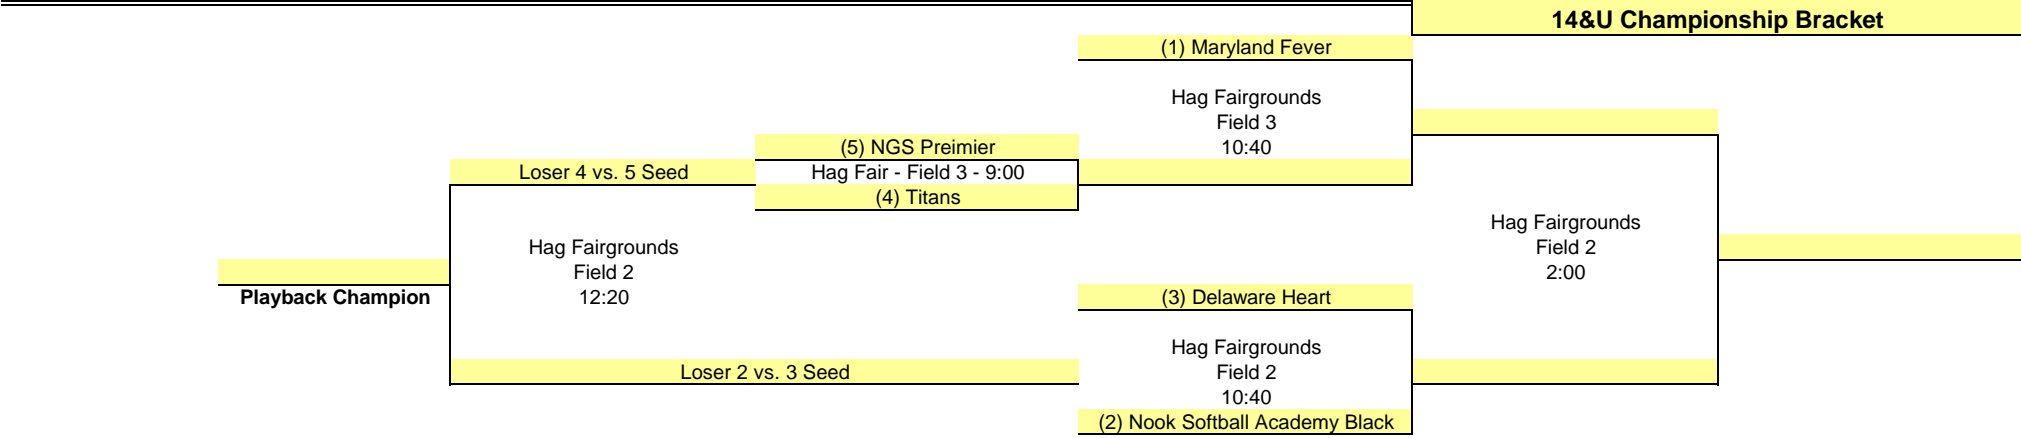 14&U Championship Bracket
(1) Maryland Fever
Hag Fairgrounds
Field 3
10:40
(5) NGS Preimier
Loser 4 vs. 5 Seed
Hag Fair - Field 3 - 9:00
(4) Titans
Hag Fairgrounds
Field 2
2:00
Hag Fairgrounds
Field 2
12:20
Playback Champion
(3) Delaware Heart
Hag Fairgrounds
Field 2
10:40
Loser 2 vs. 3 Seed
(2) Nook Softball Academy Black